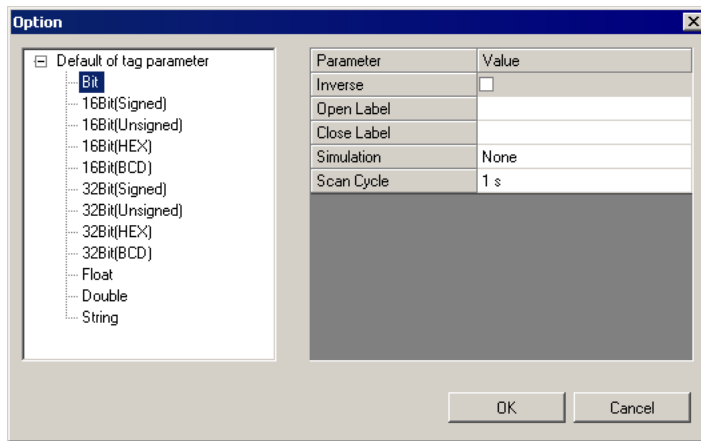 Option
Default of tag parameter
Bit
16Bit(Signed)
16Bit(Unsigned)
16Bit(HEX)
16Bit(BCD)
32Bit(Signed)
32Bit(Unsigned)
32Bit(HEX)
32Bit(BCD)
Float
Double
String
Parameter Value
Inverse
Open Label
Close Label
Simulation None
Scan Cycle 1 s
OK Cancel